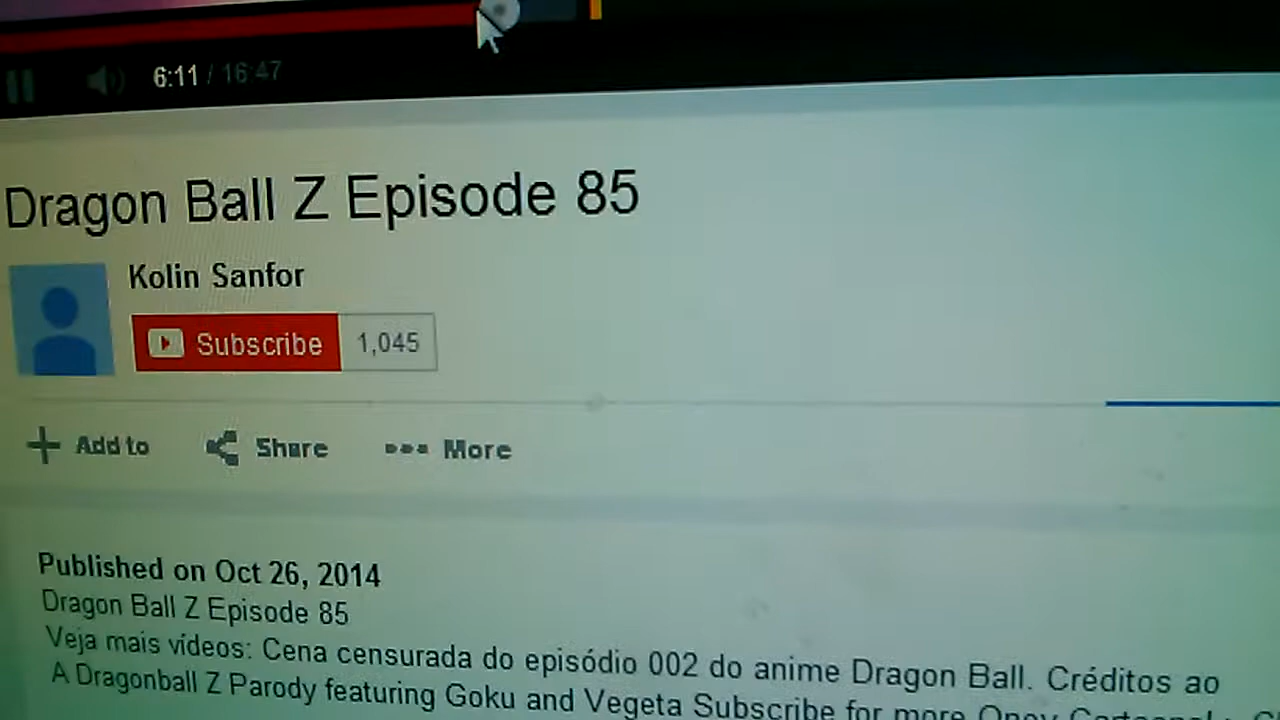 6:11 / 16:47
Dragon Ball Z Episode 85
Kolin Sanfor
Subscribe 1,045
Add to Share More
Published on Oct 26, 2014
Dragon Ball Z Episode 85
Veja mais vídeos: Cena censurada do episódio 002 do anime Dragon Ball. Créditos ao
A Dragonball Z Parody featuring Goku and Vegeta Subscribe for more